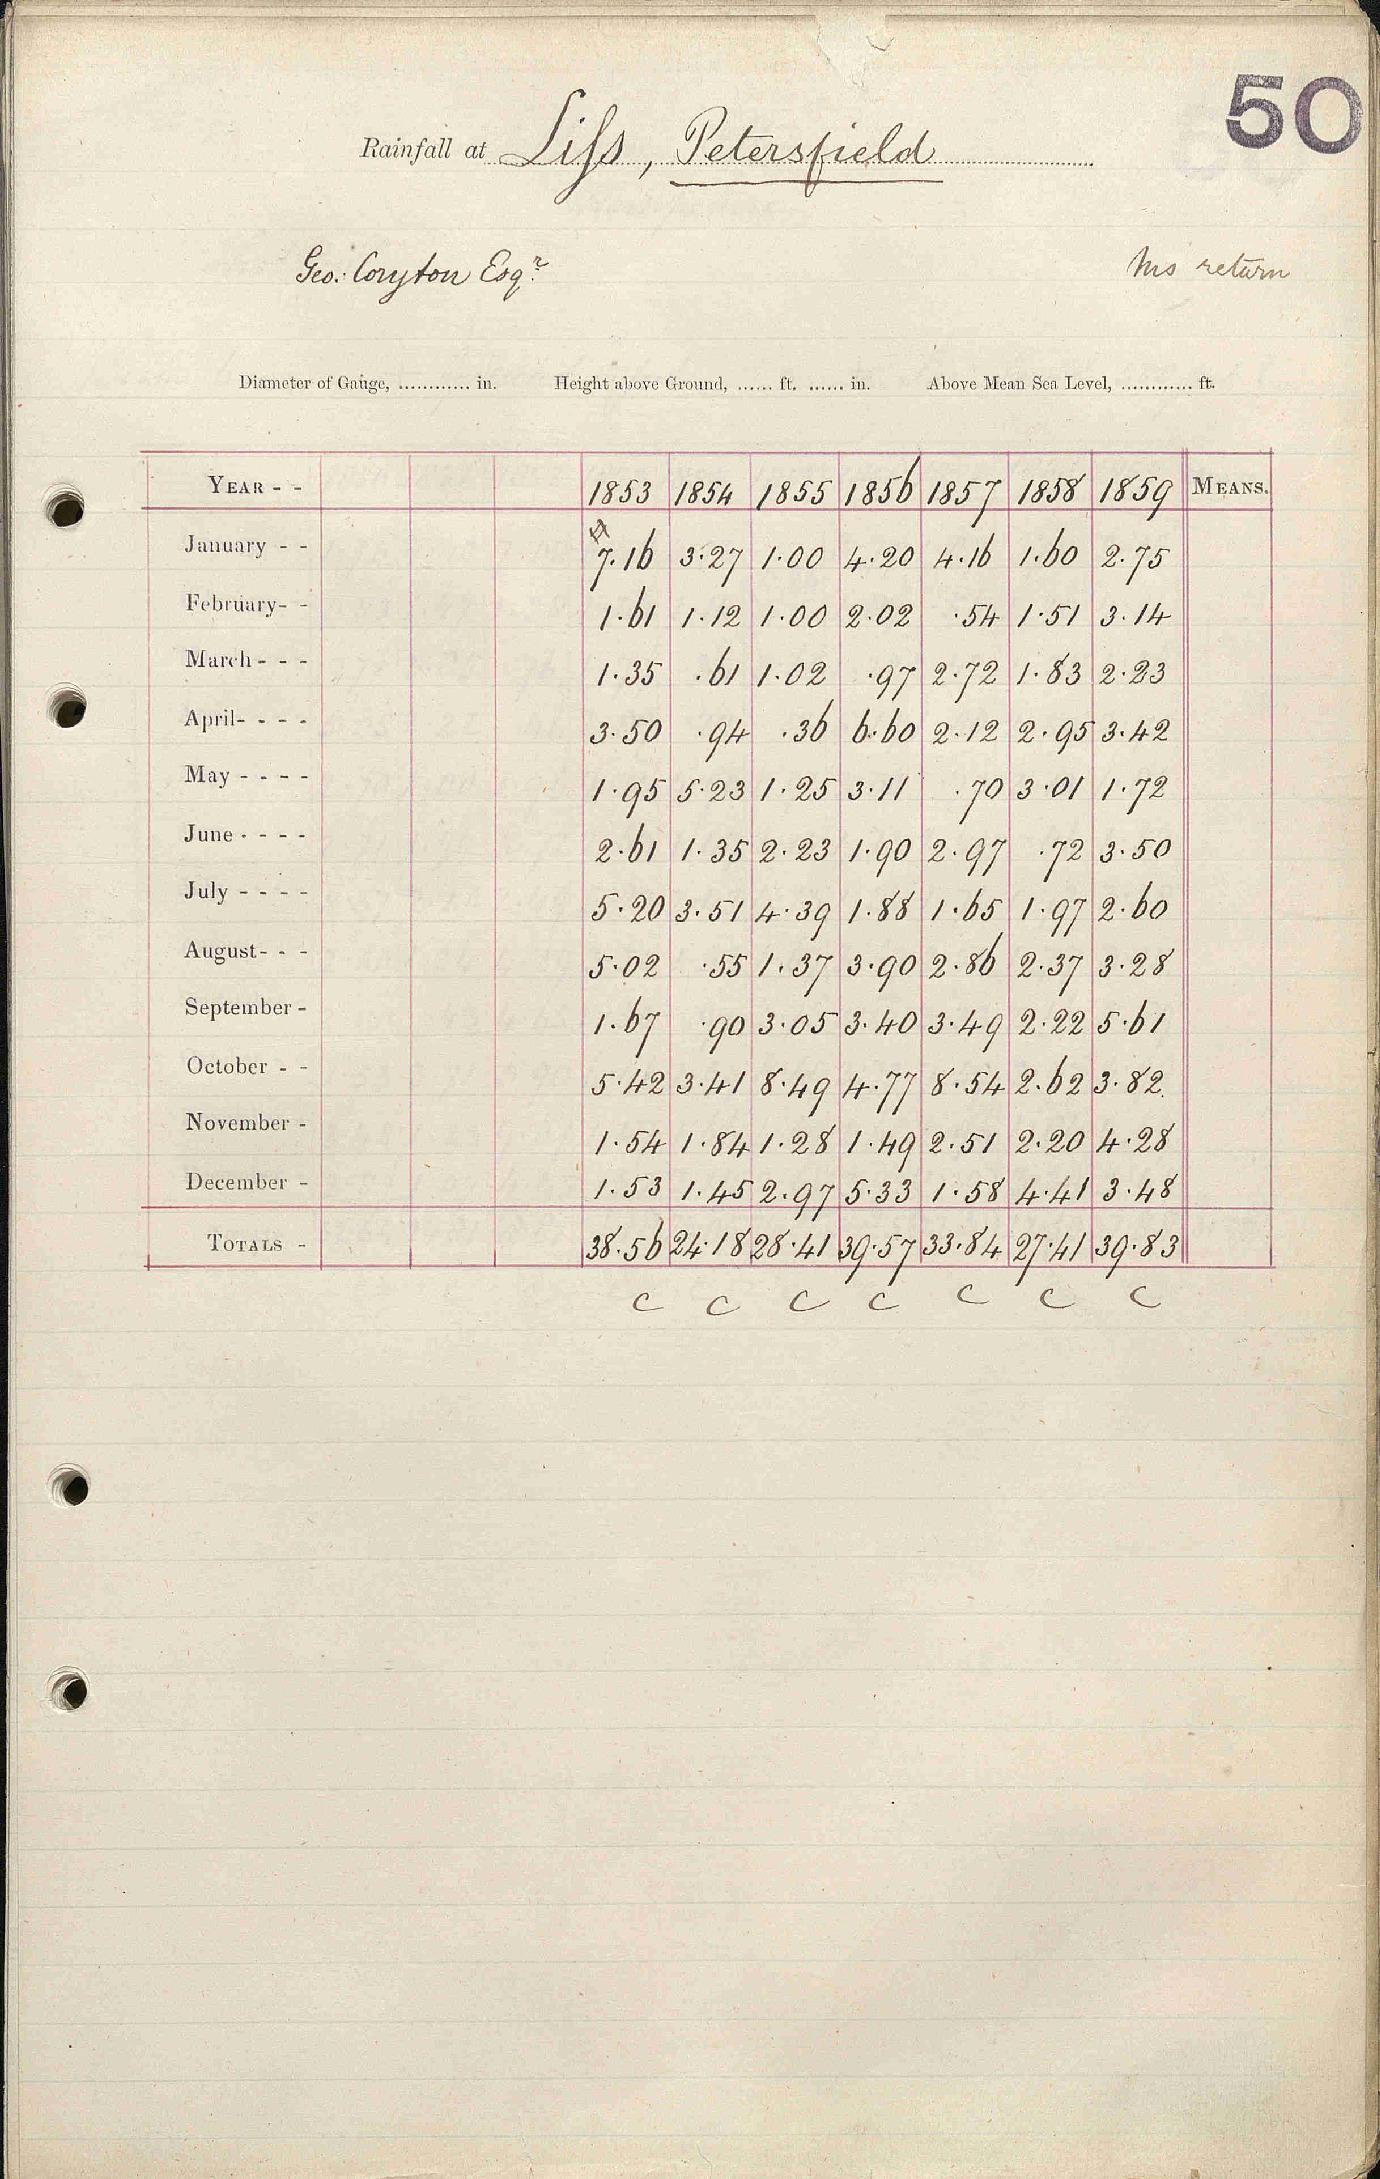 50
Rainfall at Liſs, Petersfield
Geo: Coryton Esqr. Ms return
Diameter of Gauge, ............ in. Height above Ground, ...... ft. ...... in. Above Mean Sea Level, ............ ft.
YEAR - - 1853 1854 1855 1856 1857 1858 1859 MEANS.
January - - 7.16 3.27 1.00 4.20 4.16 1.60 2.75
February - - 1.61 1.12 1.00 2.02 .54 1.51 3.14
March - - - 1.35 .61 1.02 .97 2.72 1.83 2.23
April - - - - 3.50 .94 .36 6.60 2.12 2.95 3.42
May - - - - 1.95 5.23 1.25 3.11 .70 3.01 1.72
June - - - - 2.61 1.35 2.23 1.90 2.97 .72 3.50
July - - - - 5.20 3.51 4.39 1.88 1.65 1.97 2.60
August - - - 5.02 .55 1.37 3.90 2.86 2.37 3.28
September - 1.67 .90 3.05 3.40 3.49 2.22 5.61
October - - 5.42 3.41 8.49 4.77 8.54 2.62 3.82
November - 1.54 1.84 1.28 1.49 2.51 2.20 4.28
December - 1.53 1.45 2.97 5.33 1.58 4.41 3.48
TOTALS - 38.56 24.18 28.41 39.57 33.84 27.41 39.83
C C C C C C C